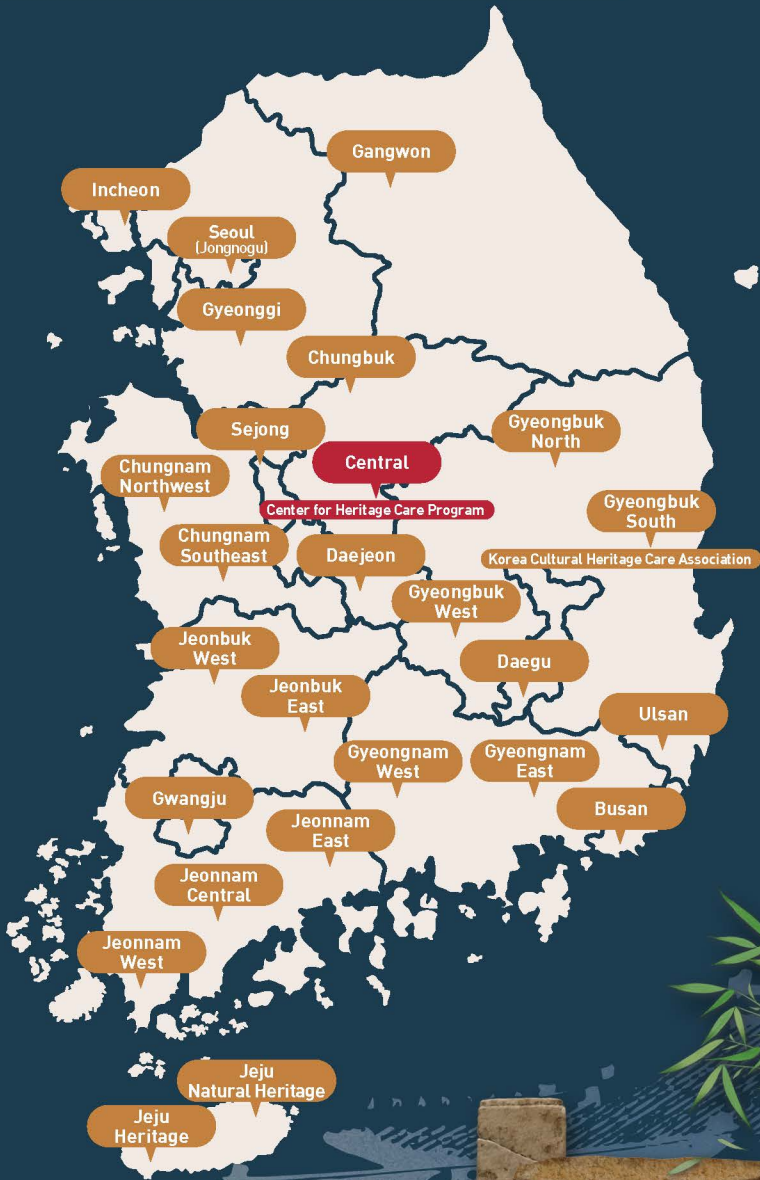 Gangwon
Incheon
Seoul
(Jongnogu)
Gyeonggi
Chungbuk
Sejong
Gyeongbuk
North
Central
Center for Heritage Care Program
Chungnam
Northwest
Gyeongbuk
South
Korea Cultural Heritage Care Association
Chungnam
Southeast
Daejeon
Gyeongbuk
West
Jeonbuk
West
Daegu
Jeonbuk
East
Ulsan
Gyeongnam
West
Gyeongnam
East
Gwangju
Busan
Jeonnam
East
Jeonnam
Central
Jeonnam
West
Jeju
Natural Heritage
Jeju
Heritage